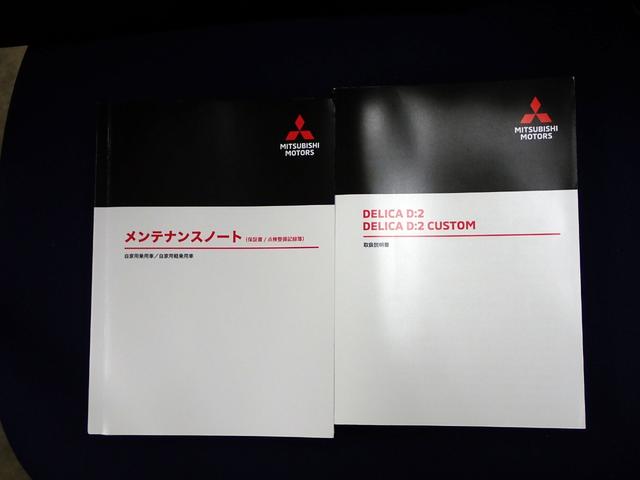 MITSUBISHI
MOTORS
メンテナンスノート (保証書/点検整備記録簿)
自家用乗用車／自家用軽乗用車
MITSUBISHI
MOTORS
DELICA D:2
DELICA D:2 CUSTOM
取扱説明書